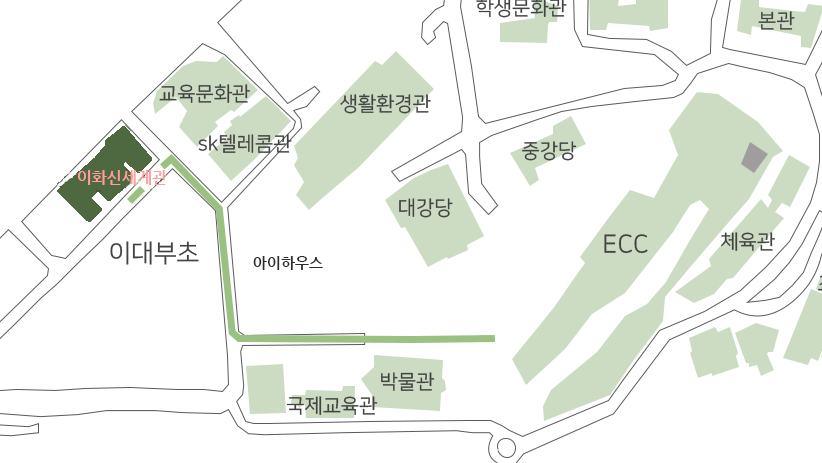 학생문화관
본관
교육문화관
생활환경관
sk텔레콤관
중강당
이화신세계관
대강당
이대부초
아이하우스
ECC
체육관
박물관
국제교육관